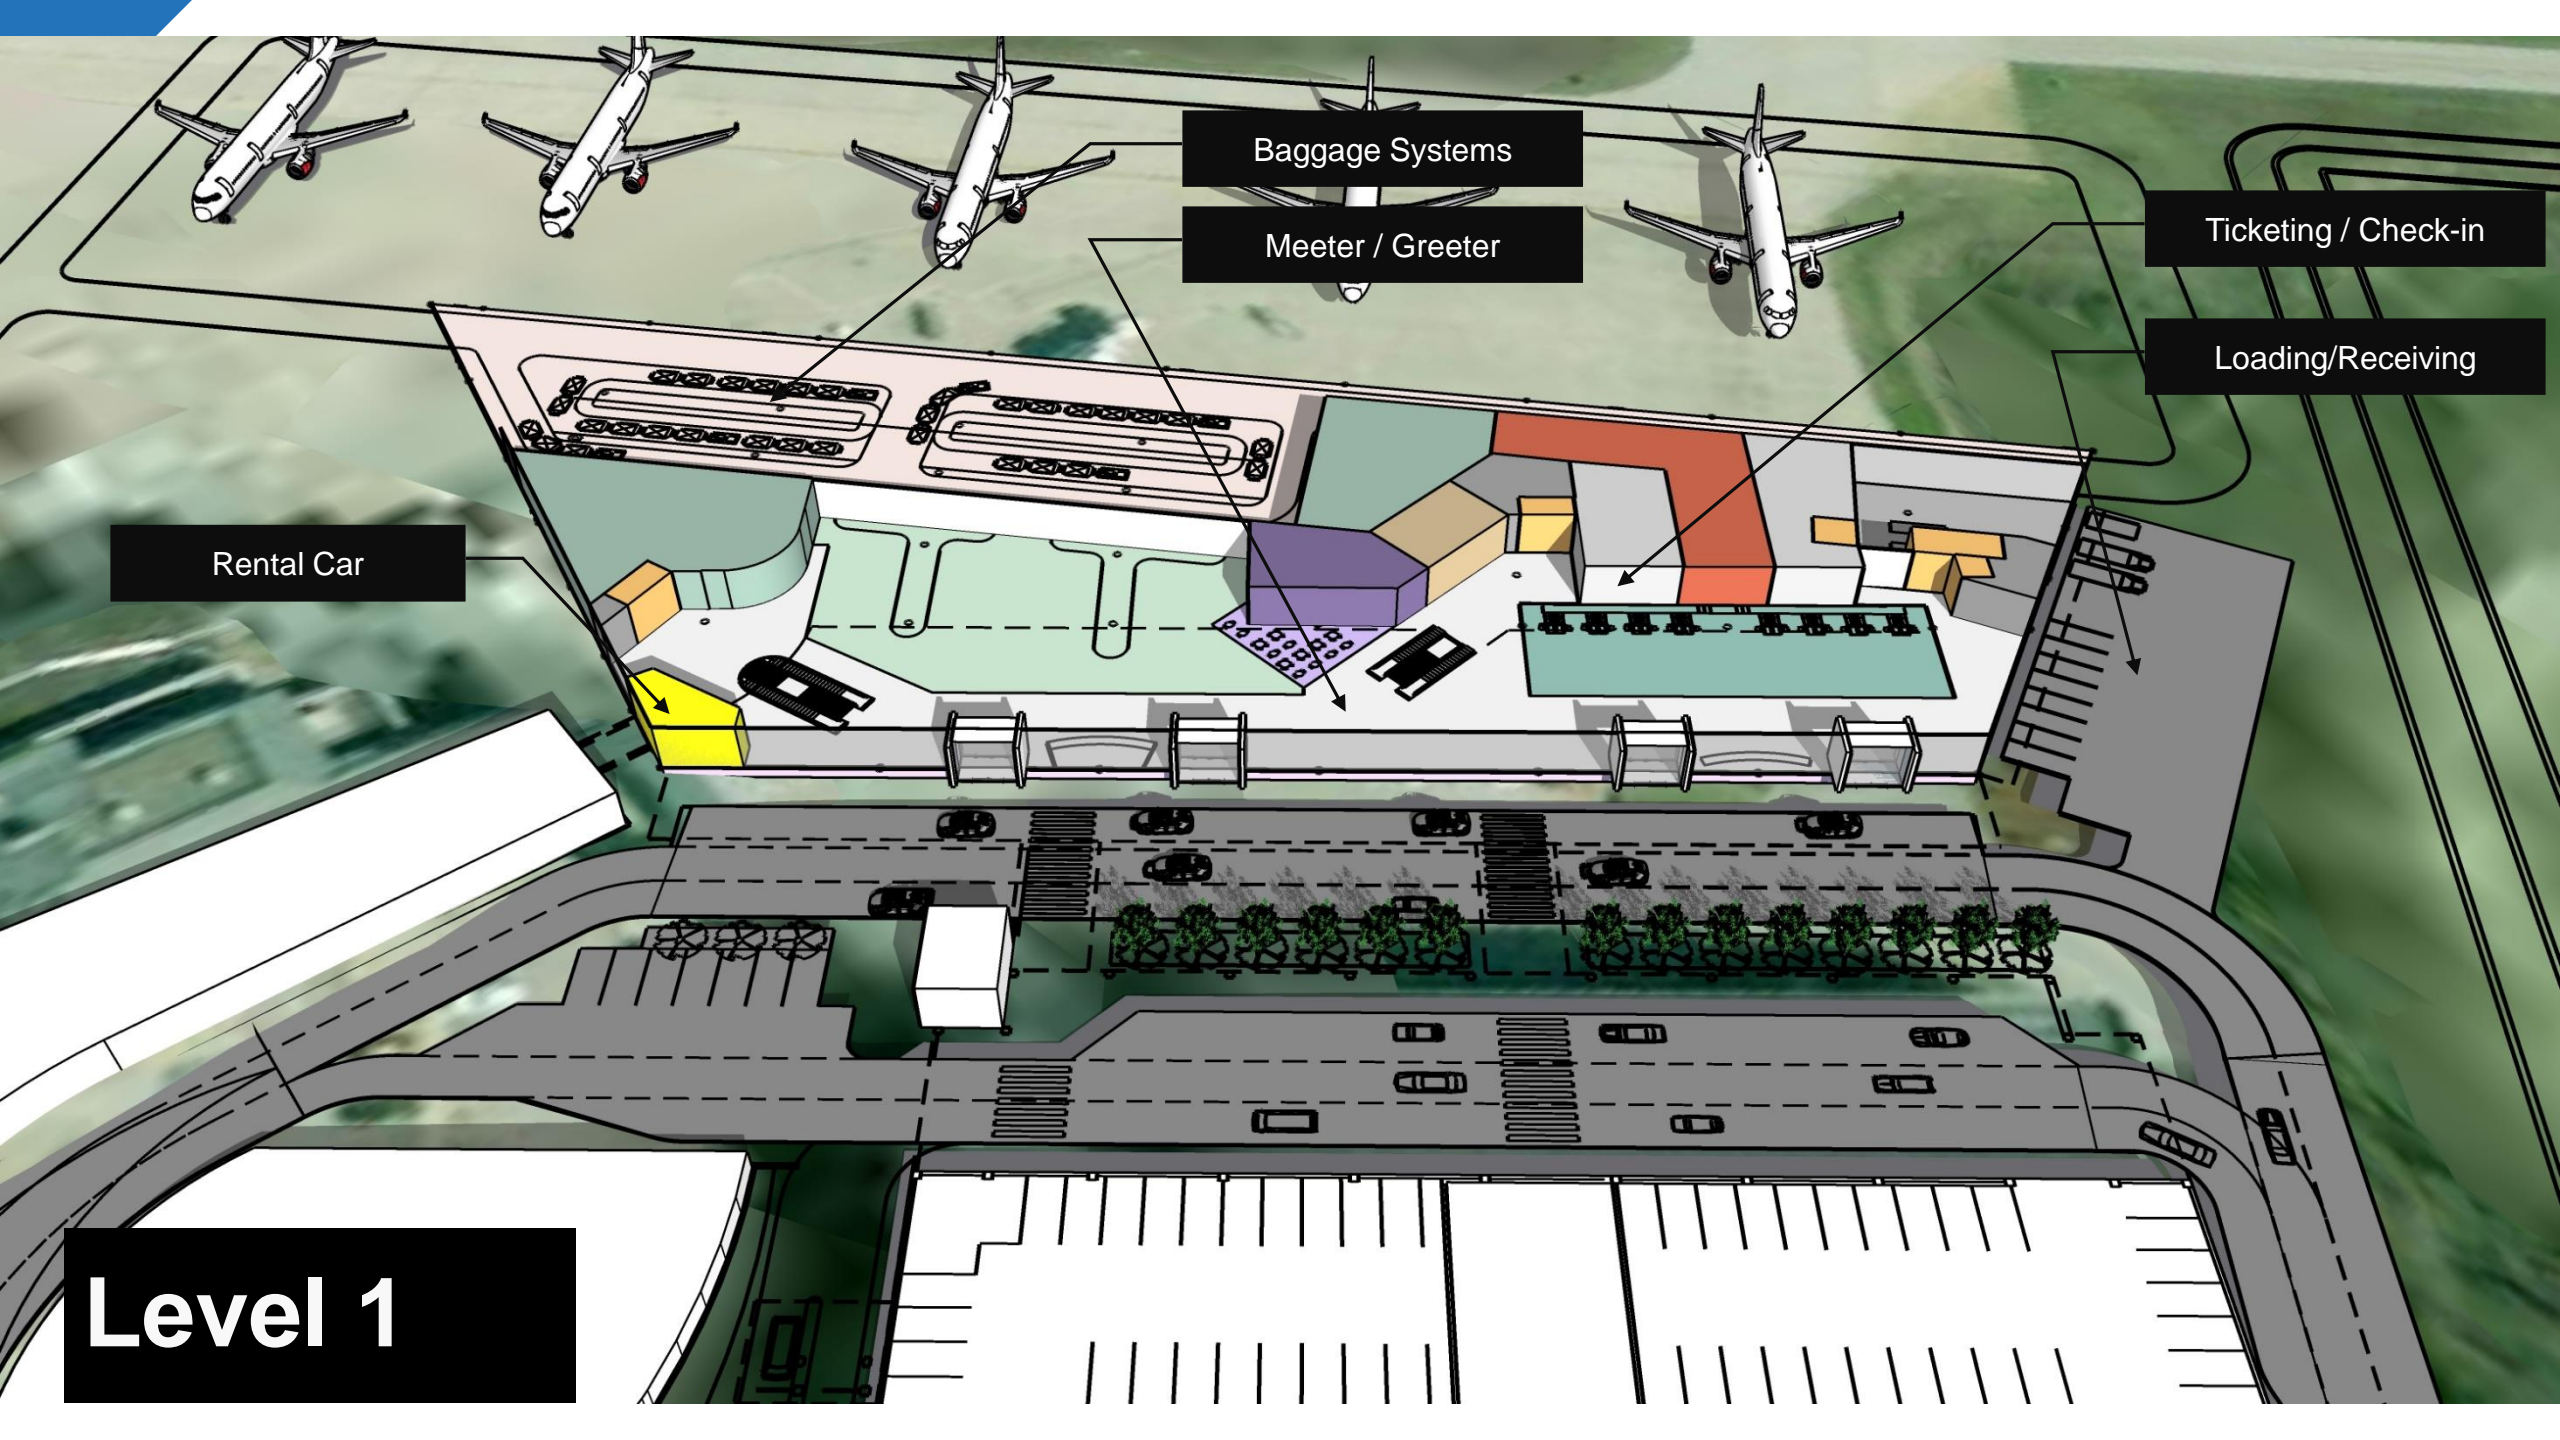 Baggage Systems
Meeter / Greeter
Ticketing / Check-in
Loading/Receiving
Rental Car
Level 1